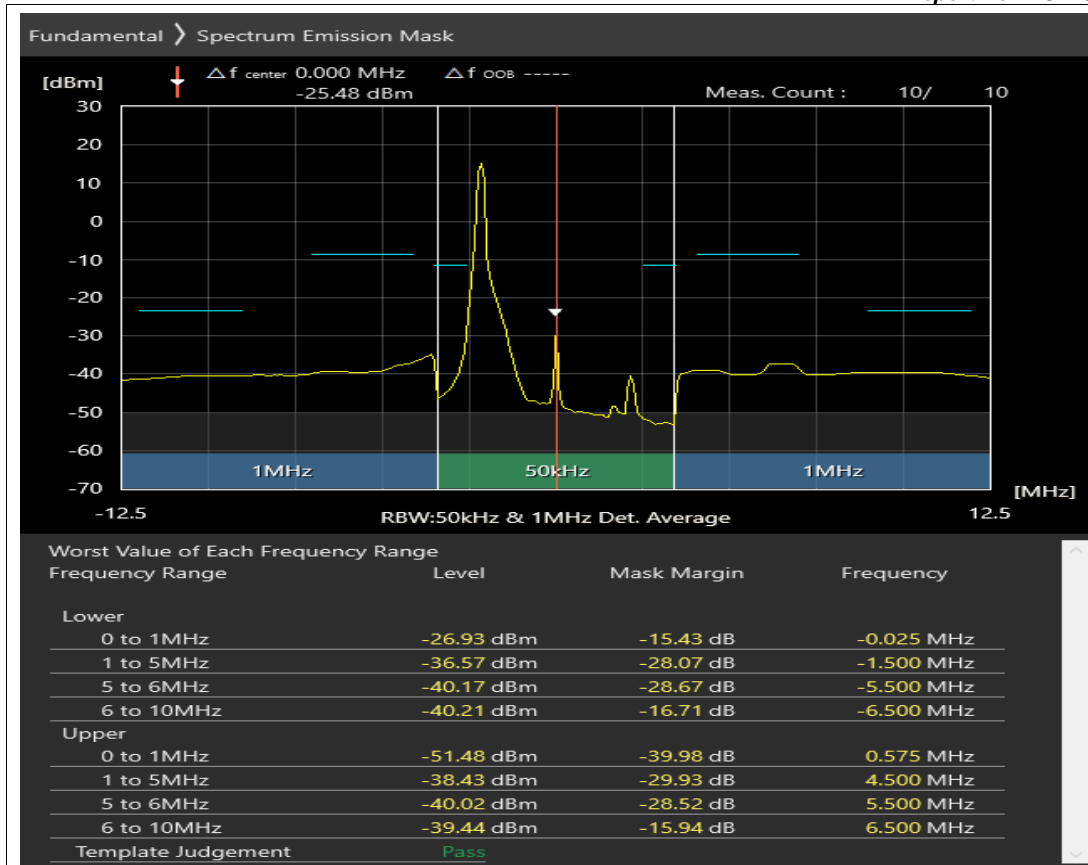 Fundamental 〉 Spectrum Emission Mask
[dBm] △f center 0.000 MHz △f OOB -----
-25.48 dBm Meas. Count : 10/ 10
30
20
10
0
-10
-20
-30
-40
-50
-60
1MHz 50kHz 1MHz
-70
[MHz]
-12.5 RBW:50kHz & 1MHz Det. Average 12.5
Worst Value of Each Frequency Range
Frequency Range Level Mask Margin Frequency
Lower
0 to 1MHz -26.93 dBm -15.43 dB -0.025 MHz
1 to 5MHz -36.57 dBm -28.07 dB -1.500 MHz
5 to 6MHz -40.17 dBm -28.67 dB -5.500 MHz
6 to 10MHz -40.21 dBm -16.71 dB -6.500 MHz
Upper
0 to 1MHz -51.48 dBm -39.98 dB 0.575 MHz
1 to 5MHz -38.43 dBm -29.93 dB 4.500 MHz
5 to 6MHz -40.02 dBm -28.52 dB 5.500 MHz
6 to 10MHz -39.44 dBm -15.94 dB 6.500 MHz
Template Judgement Pass